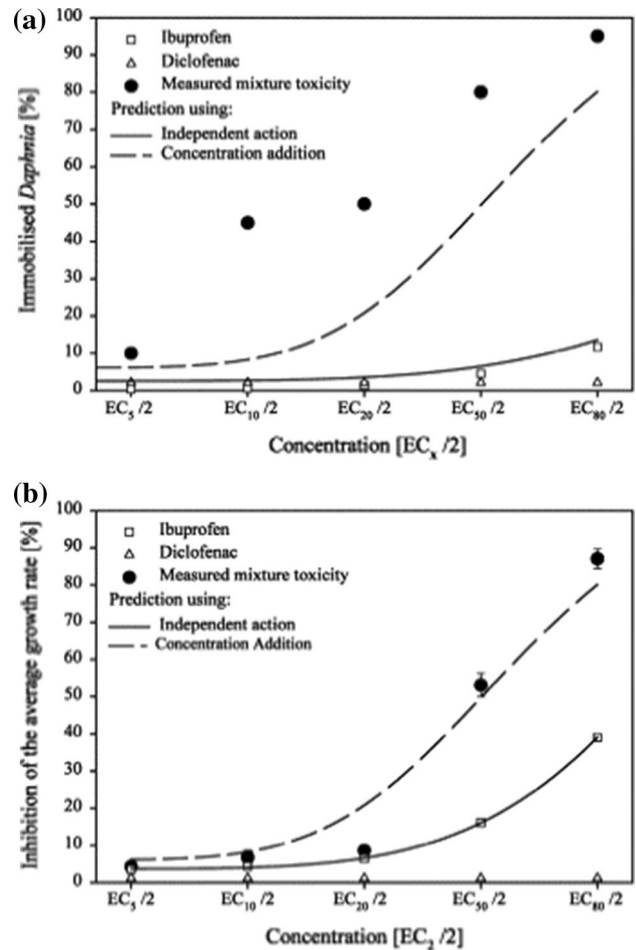 (a)
100
90
80
70
60
50
40
30
20
10
0
Immobilised Daphnia [%]
Ibuprofen
Diclofenac
Measured mixture toxicity
Prediction using:
Independent action
Concentration addition
EC5 /2 EC10 /2 EC20 /2 EC50 /2 EC80 /2
Concentration [ECx /2]
(b)
100
90
80
70
60
50
40
30
20
10
0
Inhibition of the average growth rate [%]
Ibuprofen
Diclofenac
Measured mixture toxicity
Prediction using:
Independent action
Concentration Addition
EC5 /2 EC10 /2 EC20 /2 EC50 /2 EC80 /2
Concentration [EC2 /2]